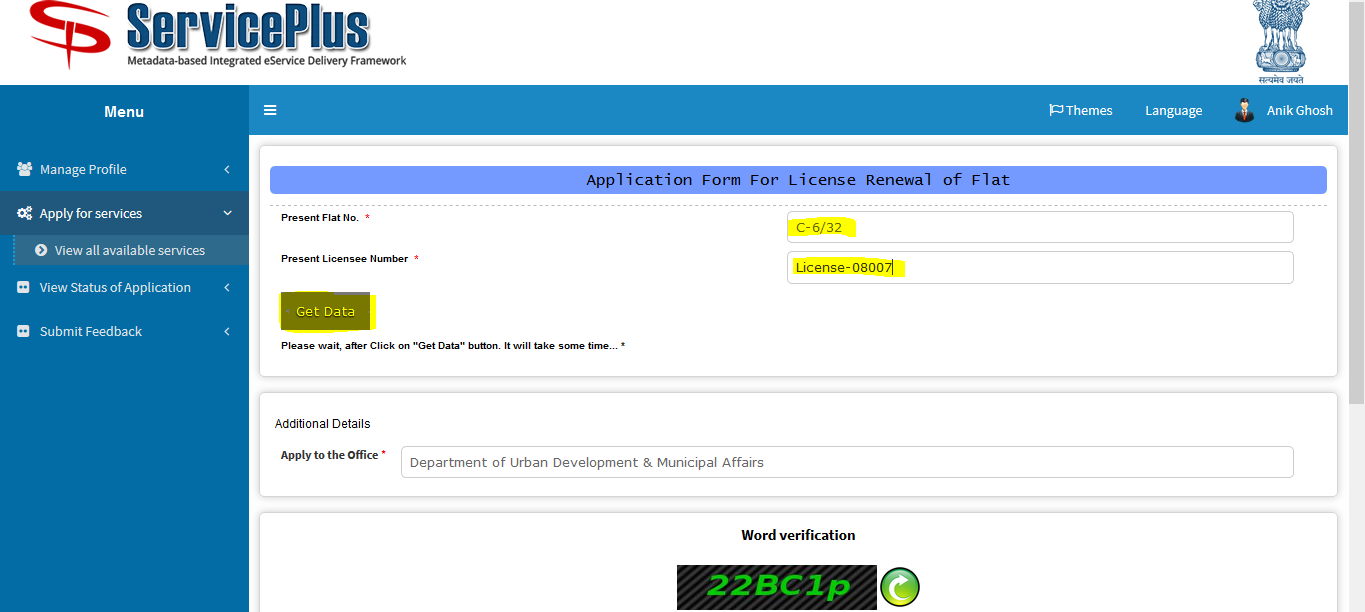 ServicePlus
Metadata-based Integrated eService Delivery Framework
सत्यमेव जयते
Menu
Themes
Language
Anik Ghosh
Manage Profile
Apply for services
View all available services
View Status of Application
Submit Feedback
Application Form For License Renewal of Flat
Present Flat No. *
C-6/32
Present Licensee Number *
License-08007
Get Data
Please wait, after Click on "Get Data" button. It will take some time... *
Additional Details
Apply to the Office *
Department of Urban Development & Municipal Affairs
Word verification
22BC1p